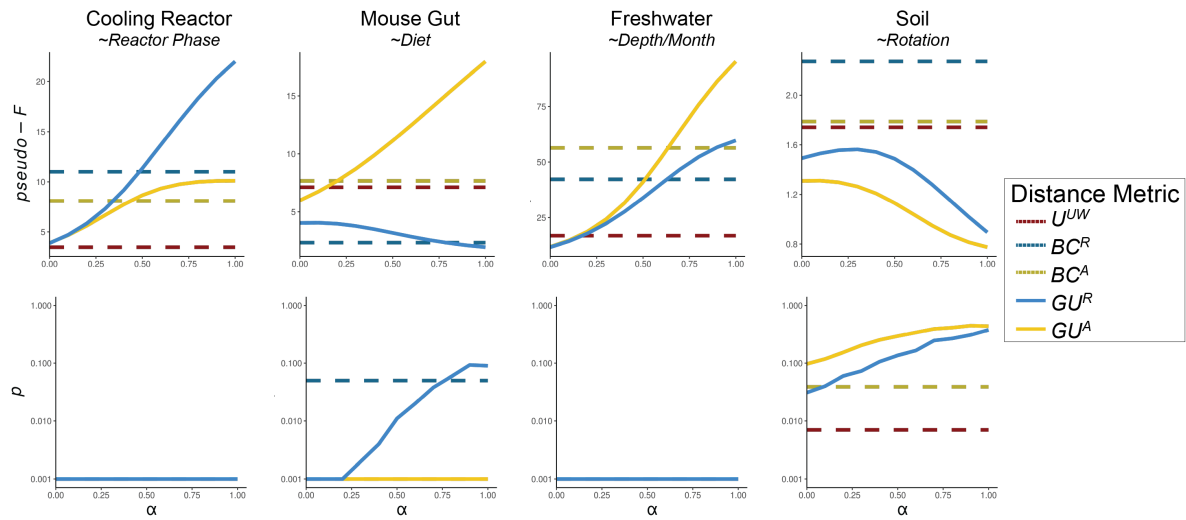 Cooling Reactor
~Reactor Phase
Mouse Gut
~Diet
Freshwater
~Depth/Month
Soil
~Rotation
pseudo − F
20
15
10
5
0.00 0.25 0.50 0.75 1.00
15
10
5
0.00 0.25 0.50 0.75 1.00
75
50
25
0.00 0.25 0.50 0.75 1.00
2.0
1.6
1.2
0.8
0.00 0.25 0.50 0.75 1.00
Distance Metric
U^UW
BC^R
BC^A
GU^R
GU^A
p
1.000
0.100
0.010
0.001
0.00 0.25 0.50 0.75 1.00
α
1.000
0.100
0.010
0.001
0.00 0.25 0.50 0.75 1.00
α
1.000
0.100
0.010
0.001
0.00 0.25 0.50 0.75 1.00
α
1.000
0.100
0.010
0.001
0.00 0.25 0.50 0.75 1.00
α